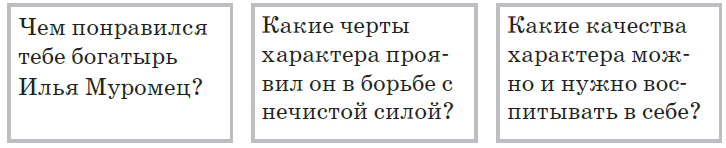 Чем понравился
тебе богатырь
Илья Муромец?
Какие черты
характера проя-
вил он в борьбе с
нечистой силой?
Какие качества
характера мож-
но и нужно вос-
питывать в себе?